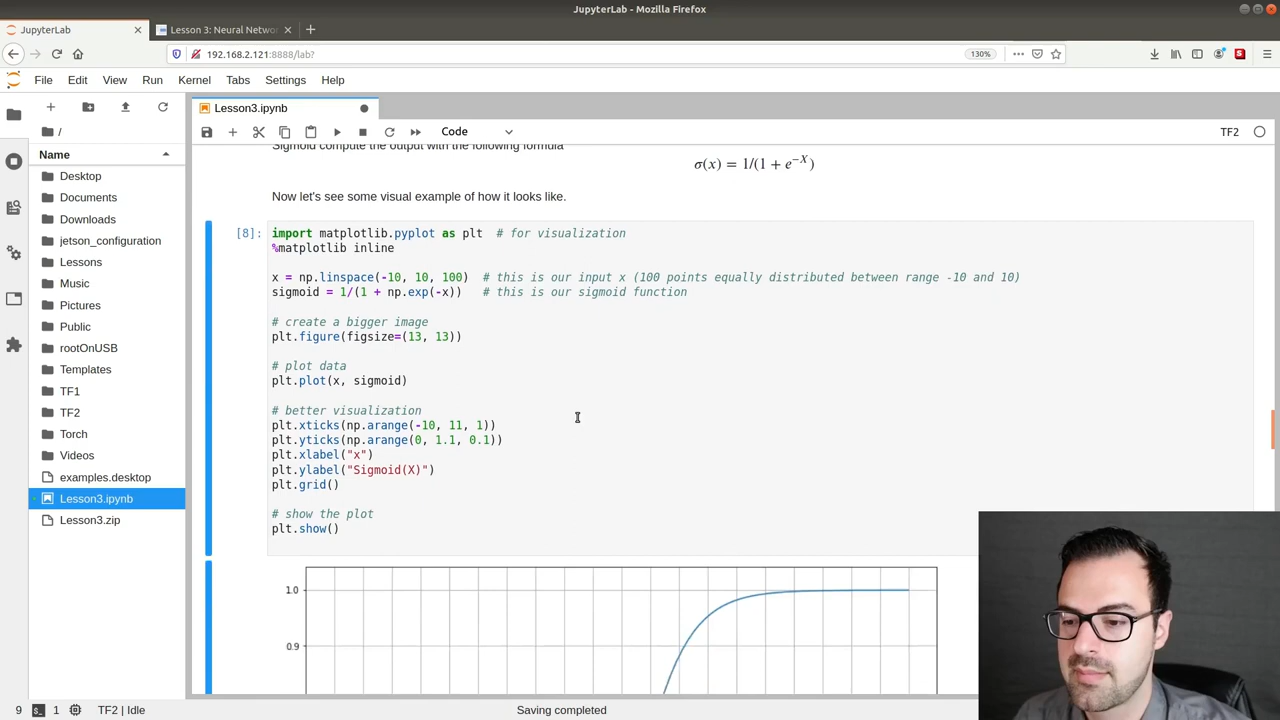 JupyterLab - Mozilla Firefox
JupyterLab
Lesson 3: Neural Netwo
192.168.2.121:8888/lab?
130%
File Edit View Run Kernel Tabs Settings Help
Lesson3.ipynb
Code
TF2
/
Name
Desktop
Documents
Downloads
jetson_configuration
Lessons
Music
Pictures
Public
rootOnUSB
Templates
TF1
TF2
Torch
Videos
examples.desktop
Lesson3.ipynb
Lesson3.zip
Sigmoid compute the output with the following formula
σ(x) = 1/(1 + e^{-X})
Now let's see some visual example of how it looks like.
[8]:
import matplotlib.pyplot as plt  # for visualization
%matplotlib inline
x = np.linspace(-10, 10, 100)  # this is our input x (100 points equally distributed between range -10 and 10)
sigmoid = 1/(1 + np.exp(-x))   # this is our sigmoid function
# create a bigger image
plt.figure(figsize=(13, 13))
# plot data
plt.plot(x, sigmoid)
# better visualization
plt.xticks(np.arange(-10, 11, 1))
plt.yticks(np.arange(0, 1.1, 0.1))
plt.xlabel("x")
plt.ylabel("Sigmoid(X)")
plt.grid()
# show the plot
plt.show()
1.0
0.9
9
1
TF2 | Idle
Saving completed